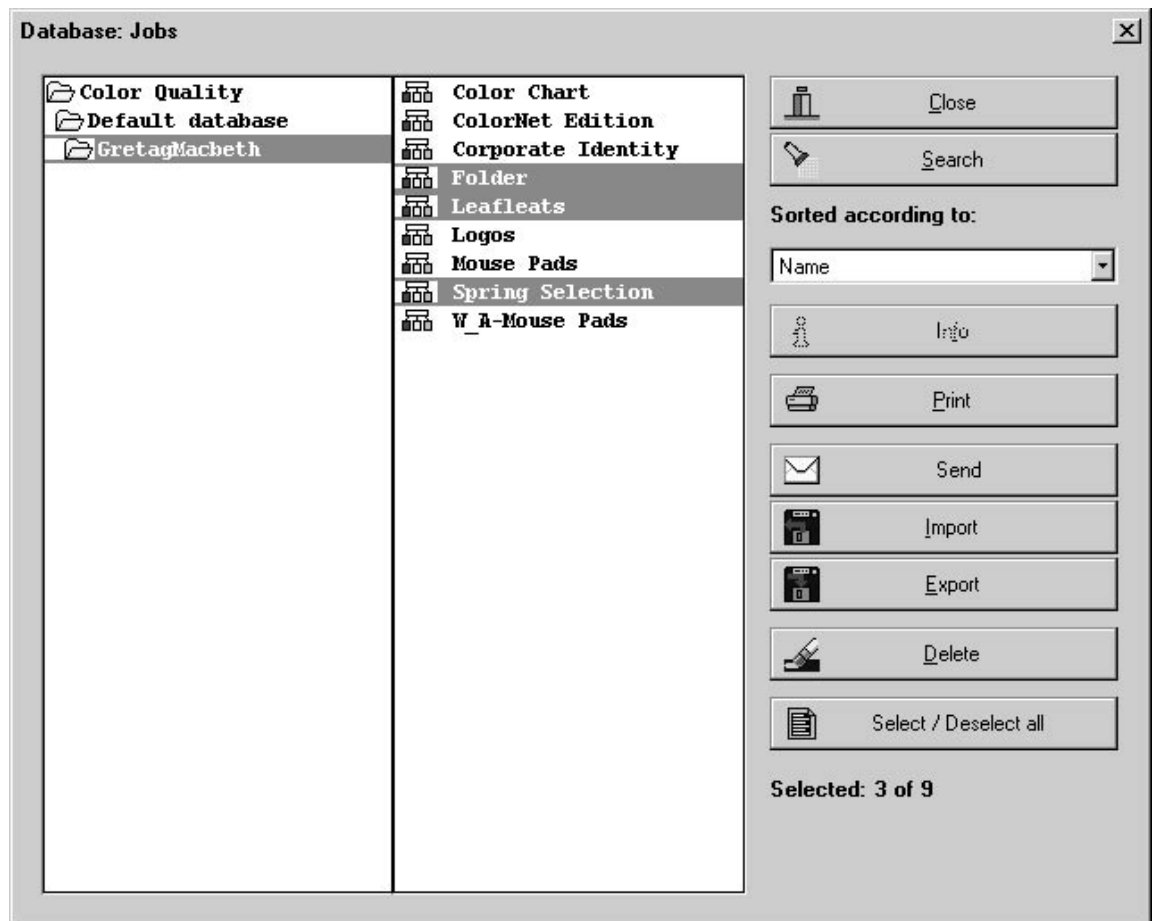 Database: Jobs
Color Quality
Default database
GretagMacbeth
Color Chart
ColorNet Edition
Corporate Identity
Folder
Leafleats
Logos
Mouse Pads
Spring Selection
W_A-Mouse Pads
Close
Search
Sorted according to:
Name
Info
Print
Send
Import
Export
Delete
Select / Deselect all
Selected: 3 of 9